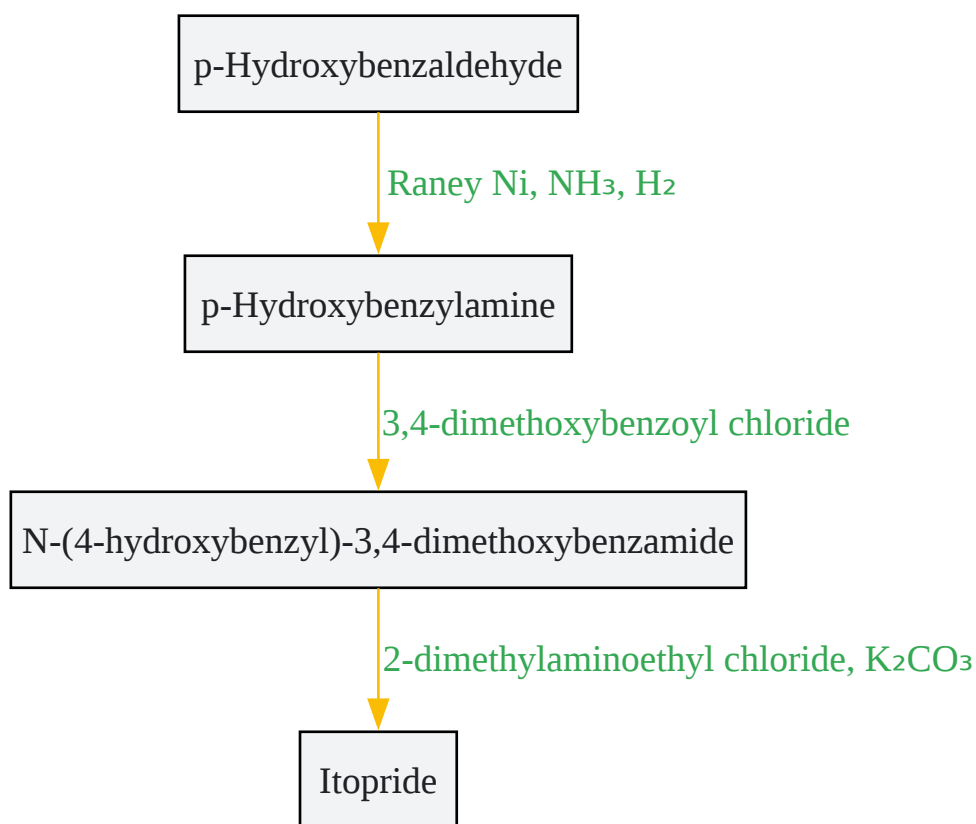 p-Hydroxybenzaldehyde
Raney Ni, NH₃, H₂
p-Hydroxybenzylamine
3,4-dimethoxybenzoyl chloride
N-(4-hydroxybenzyl)-3,4-dimethoxybenzamide
2-dimethylaminoethyl chloride, K₂CO₃
Itopride